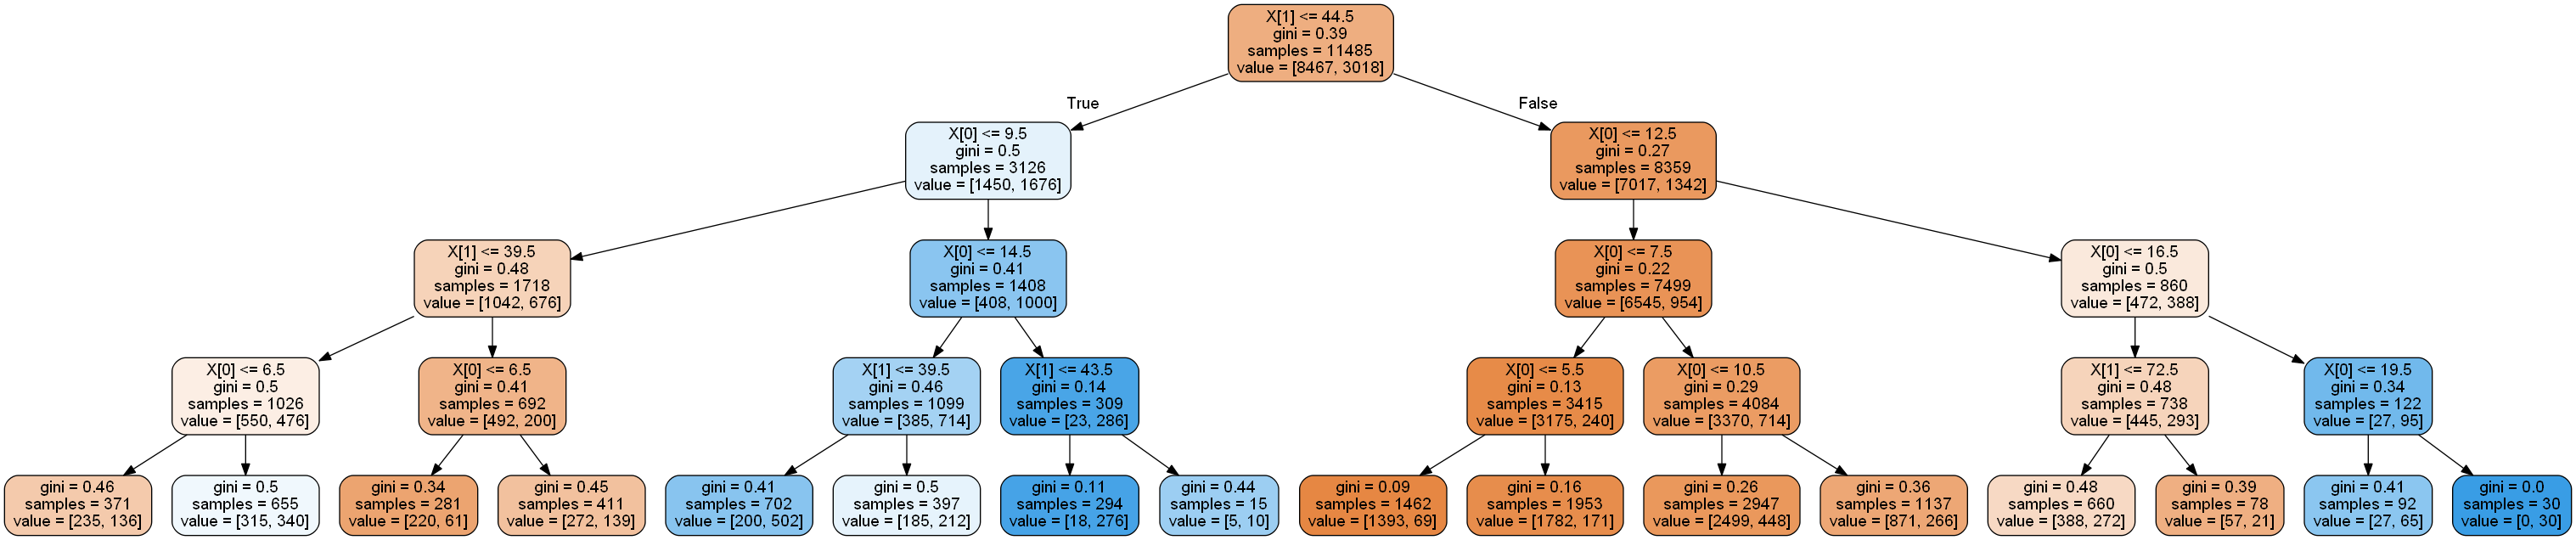 X[1] <= 44.5
gini = 0.39
samples = 11485
value = [8467, 3018]
True
False
X[0] <= 9.5
gini = 0.5
samples = 3126
value = [1450, 1676]
X[0] <= 12.5
gini = 0.27
samples = 8359
value = [7017, 1342]
X[1] <= 39.5
gini = 0.48
samples = 1718
value = [1042, 676]
X[0] <= 14.5
gini = 0.41
samples = 1408
value = [408, 1000]
X[0] <= 7.5
gini = 0.22
samples = 7499
value = [6545, 954]
X[0] <= 16.5
gini = 0.5
samples = 860
value = [472, 388]
X[0] <= 6.5
gini = 0.5
samples = 1026
value = [550, 476]
X[0] <= 6.5
gini = 0.41
samples = 692
value = [492, 200]
X[1] <= 39.5
gini = 0.46
samples = 1099
value = [385, 714]
X[1] <= 43.5
gini = 0.14
samples = 309
value = [23, 286]
X[0] <= 5.5
gini = 0.13
samples = 3415
value = [3175, 240]
X[0] <= 10.5
gini = 0.29
samples = 4084
value = [3370, 714]
X[1] <= 72.5
gini = 0.48
samples = 738
value = [445, 293]
X[0] <= 19.5
gini = 0.34
samples = 122
value = [27, 95]
gini = 0.46
samples = 371
value = [235, 136]
gini = 0.5
samples = 655
value = [315, 340]
gini = 0.34
samples = 281
value = [220, 61]
gini = 0.45
samples = 411
value = [272, 139]
gini = 0.41
samples = 702
value = [200, 502]
gini = 0.5
samples = 397
value = [185, 212]
gini = 0.11
samples = 294
value = [18, 276]
gini = 0.44
samples = 15
value = [5, 10]
gini = 0.09
samples = 1462
value = [1393, 69]
gini = 0.16
samples = 1953
value = [1782, 171]
gini = 0.26
samples = 2947
value = [2499, 448]
gini = 0.36
samples = 1137
value = [871, 266]
gini = 0.48
samples = 660
value = [388, 272]
gini = 0.39
samples = 78
value = [57, 21]
gini = 0.41
samples = 92
value = [27, 65]
gini = 0.0
samples = 30
value = [0, 30]